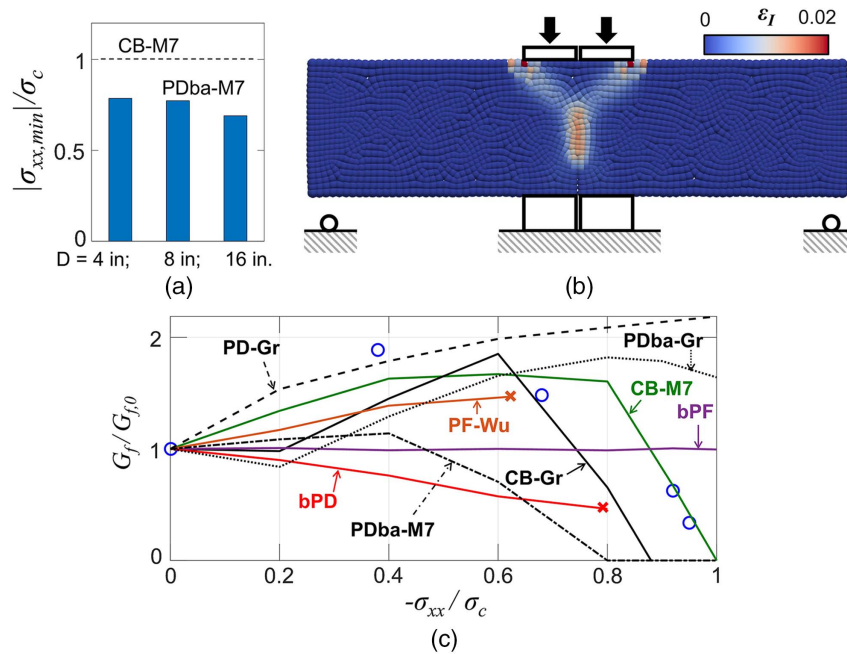 |σxx,min|/σc
1
0.5
0
CB-M7
PDba-M7
D = 4 in; 8 in; 16 in.
(a)
0 εI 0.02
(b)
Gf/Gf,0
2
1
0
PD-Gr
PDba-Gr
CB-M7
bPF
PF-Wu
CB-Gr
bPD
PDba-M7
0 0.2 0.4 0.6 0.8 1
-σxx/σc
(c)